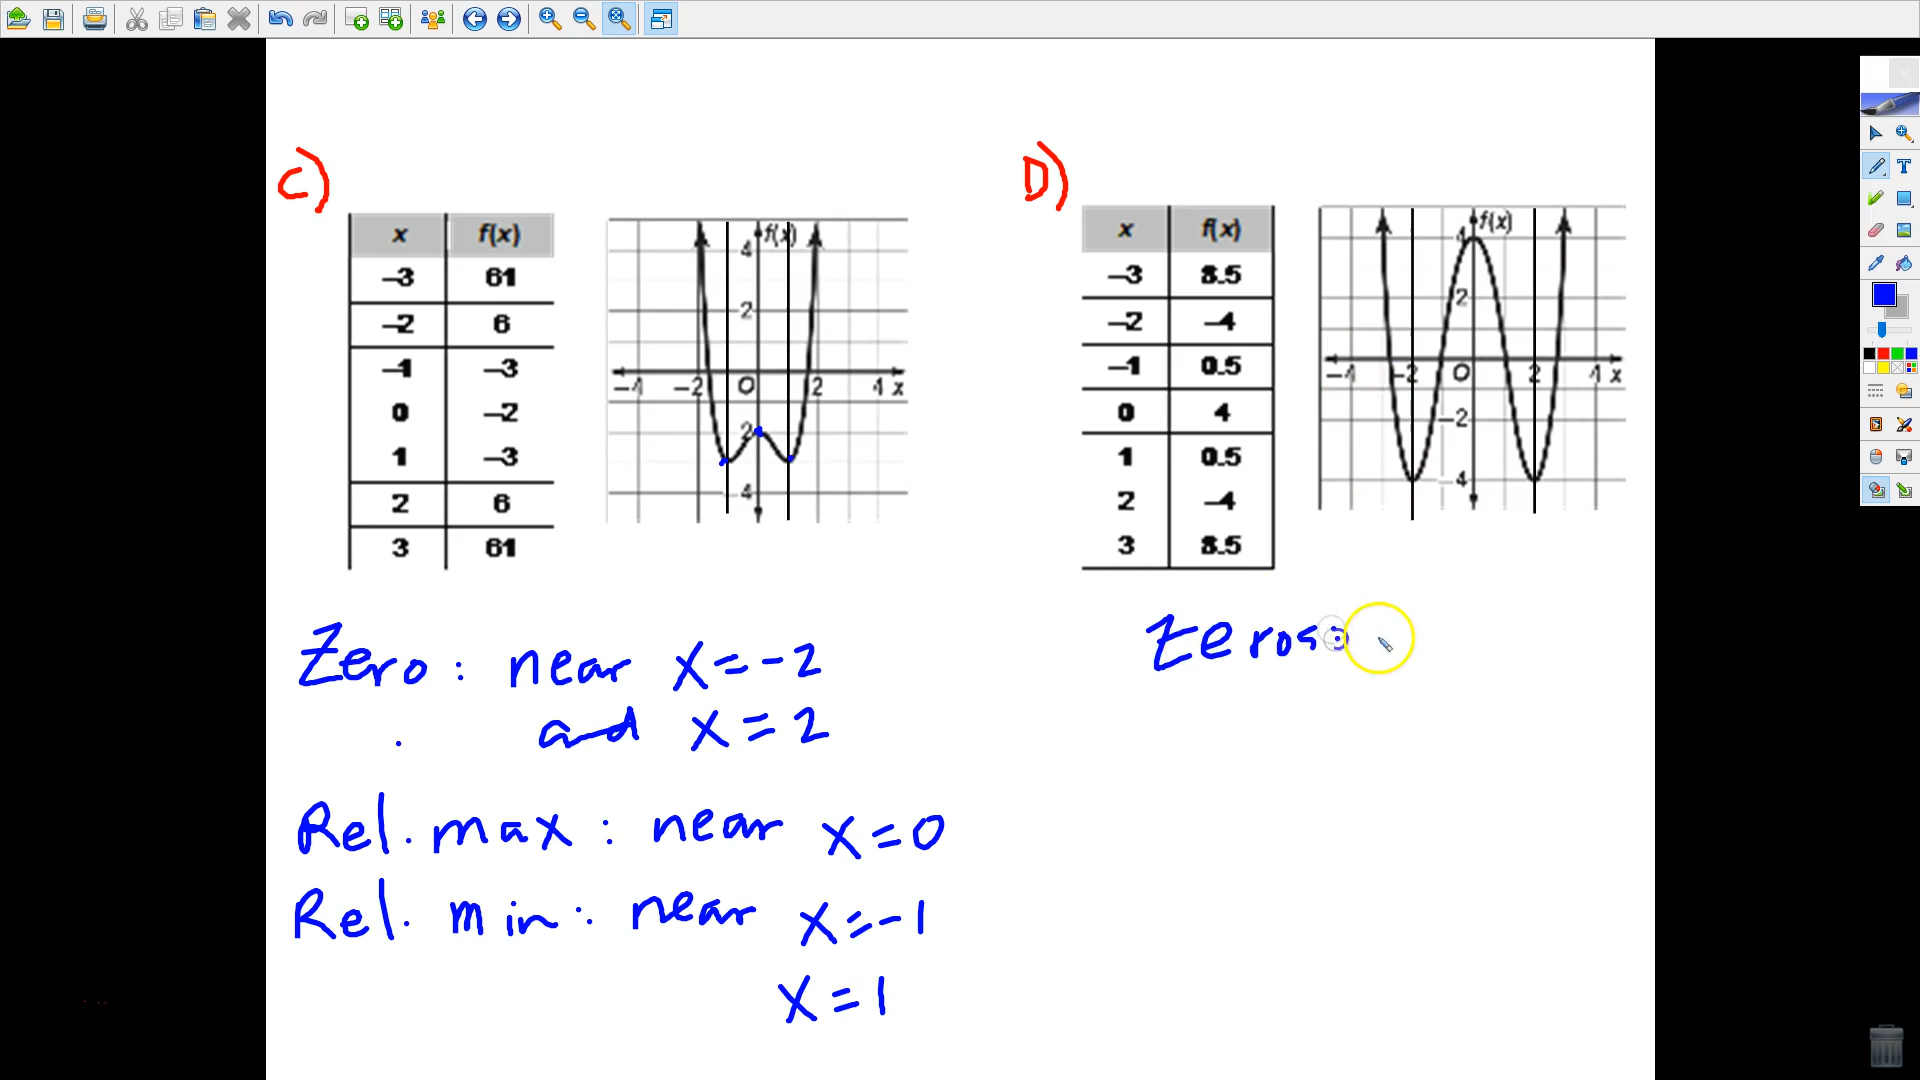 C)
x f(x)
-3 61
-2 6
-1 -3
0 -2
1 -3
2 6
3 61
f(x)
4
2
-4 -2 O 2 4 x
2
4
Zero: near x=-2
and x=2
Rel. max: near x=0
Rel. min: near x=-1
x=1
D)
x f(x)
-3 8.5
-2 -4
-1 0.5
0 4
1 0.5
2 -4
3 8.5
f(x)
4
2
-4 -2 O 2 4 x
-2
-4
Zeros:
T